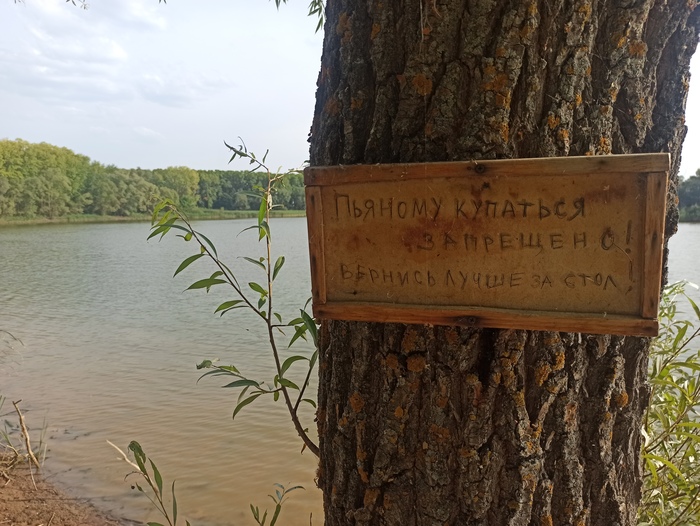 Пьяному купаться
запрещено!
Вернись лучше за стол!